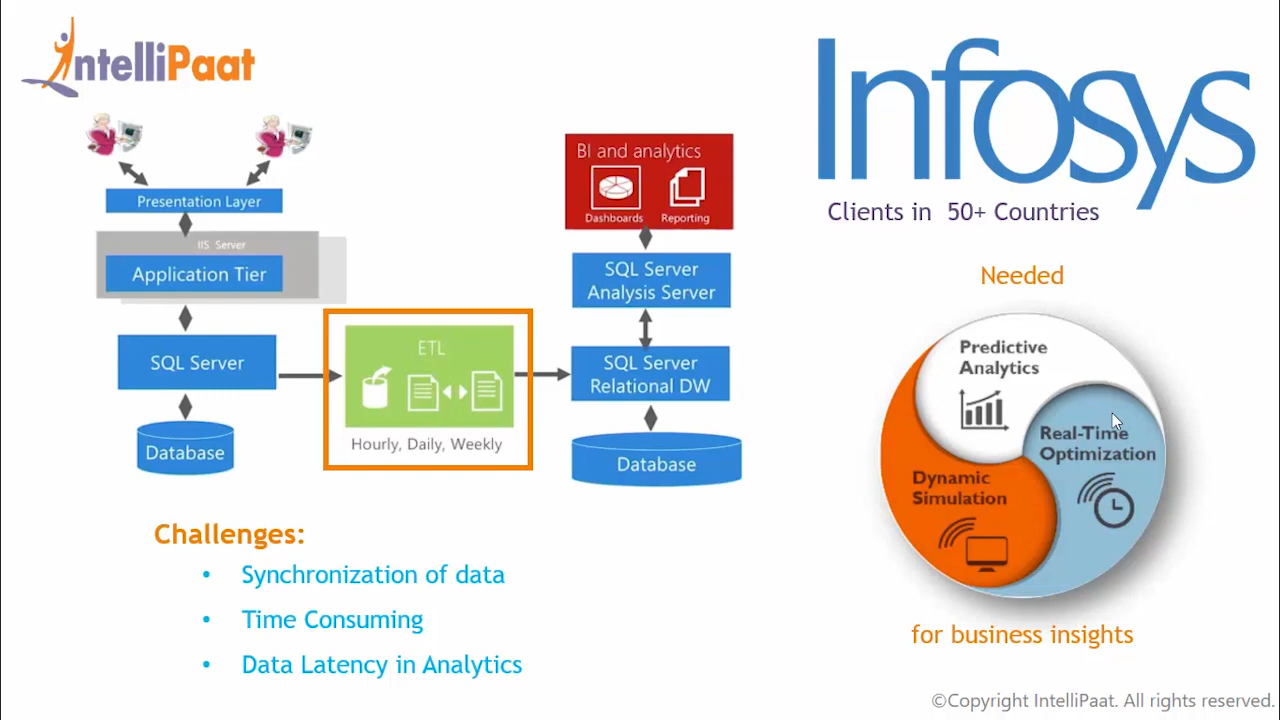 IntelliPaat
Presentation Layer
IIS Server
Application Tier
SQL Server
Database
ETL
Hourly, Daily, Weekly
BI and analytics
Dashboards
Reporting
SQL Server
Analysis Server
SQL Server
Relational DW
Database
Challenges:
• Synchronization of data
• Time Consuming
• Data Latency in Analytics
Infosys
Clients in 50+ Countries
Needed
Predictive
Analytics
Real-Time
Optimization
Dynamic
Simulation
for business insights
©Copyright IntelliPaat. All rights reserved.